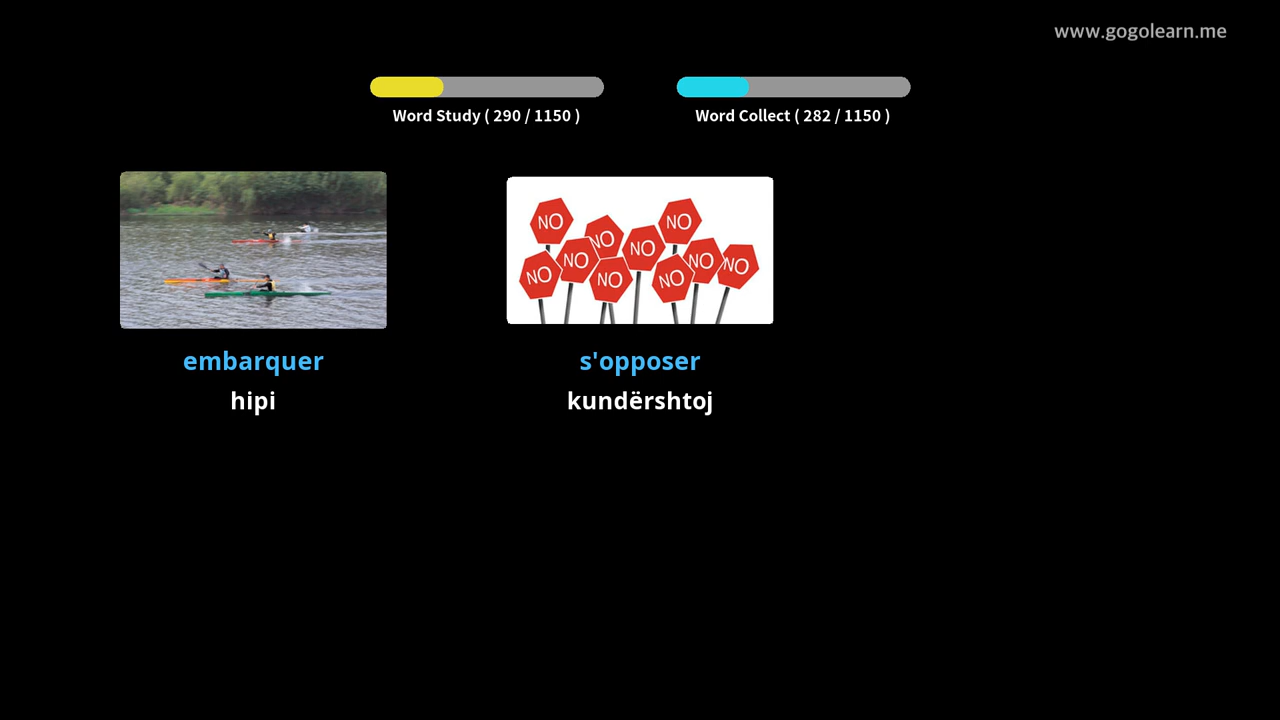 www.gogolearn.me
Word Study ( 290 / 1150 )
Word Collect ( 282 / 1150 )
NO
NO
NO
NO
NO
NO
NO
NO
NO
NO
embarquer
hipi
s'opposer
kundërshtoj